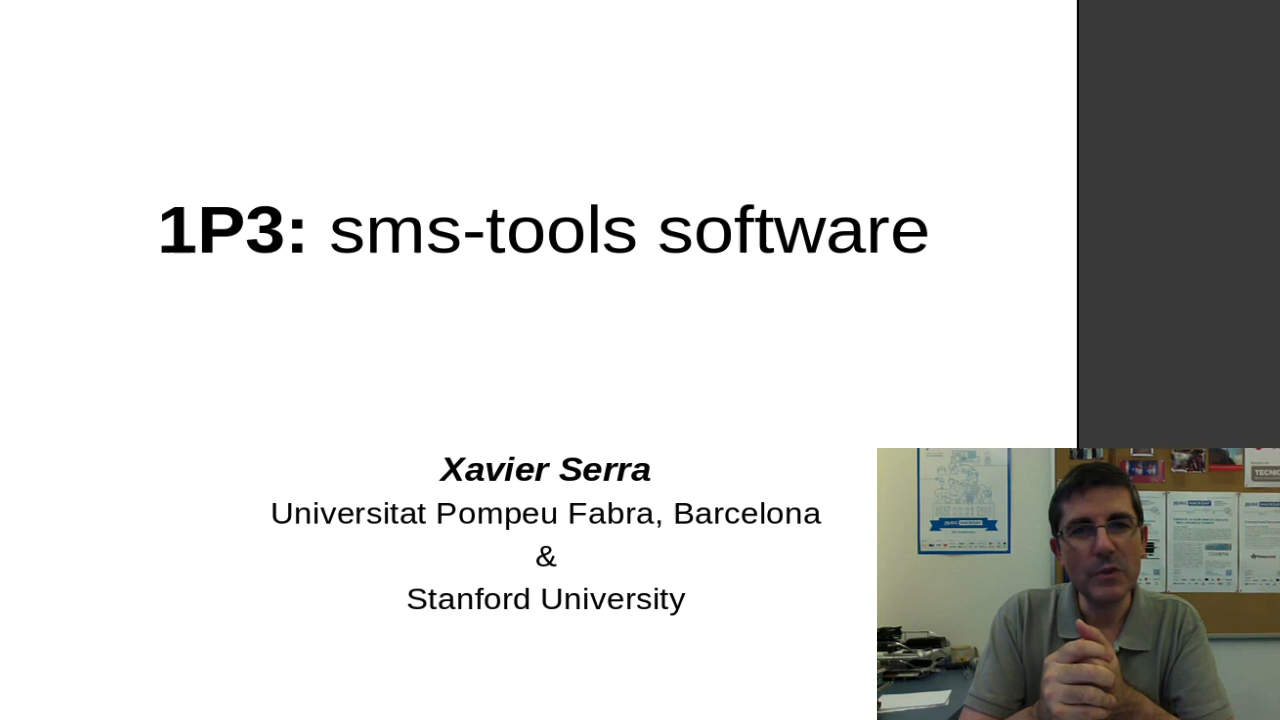 1P3: sms-tools software
Xavier Serra
Universitat Pompeu Fabra, Barcelona
&
Stanford University